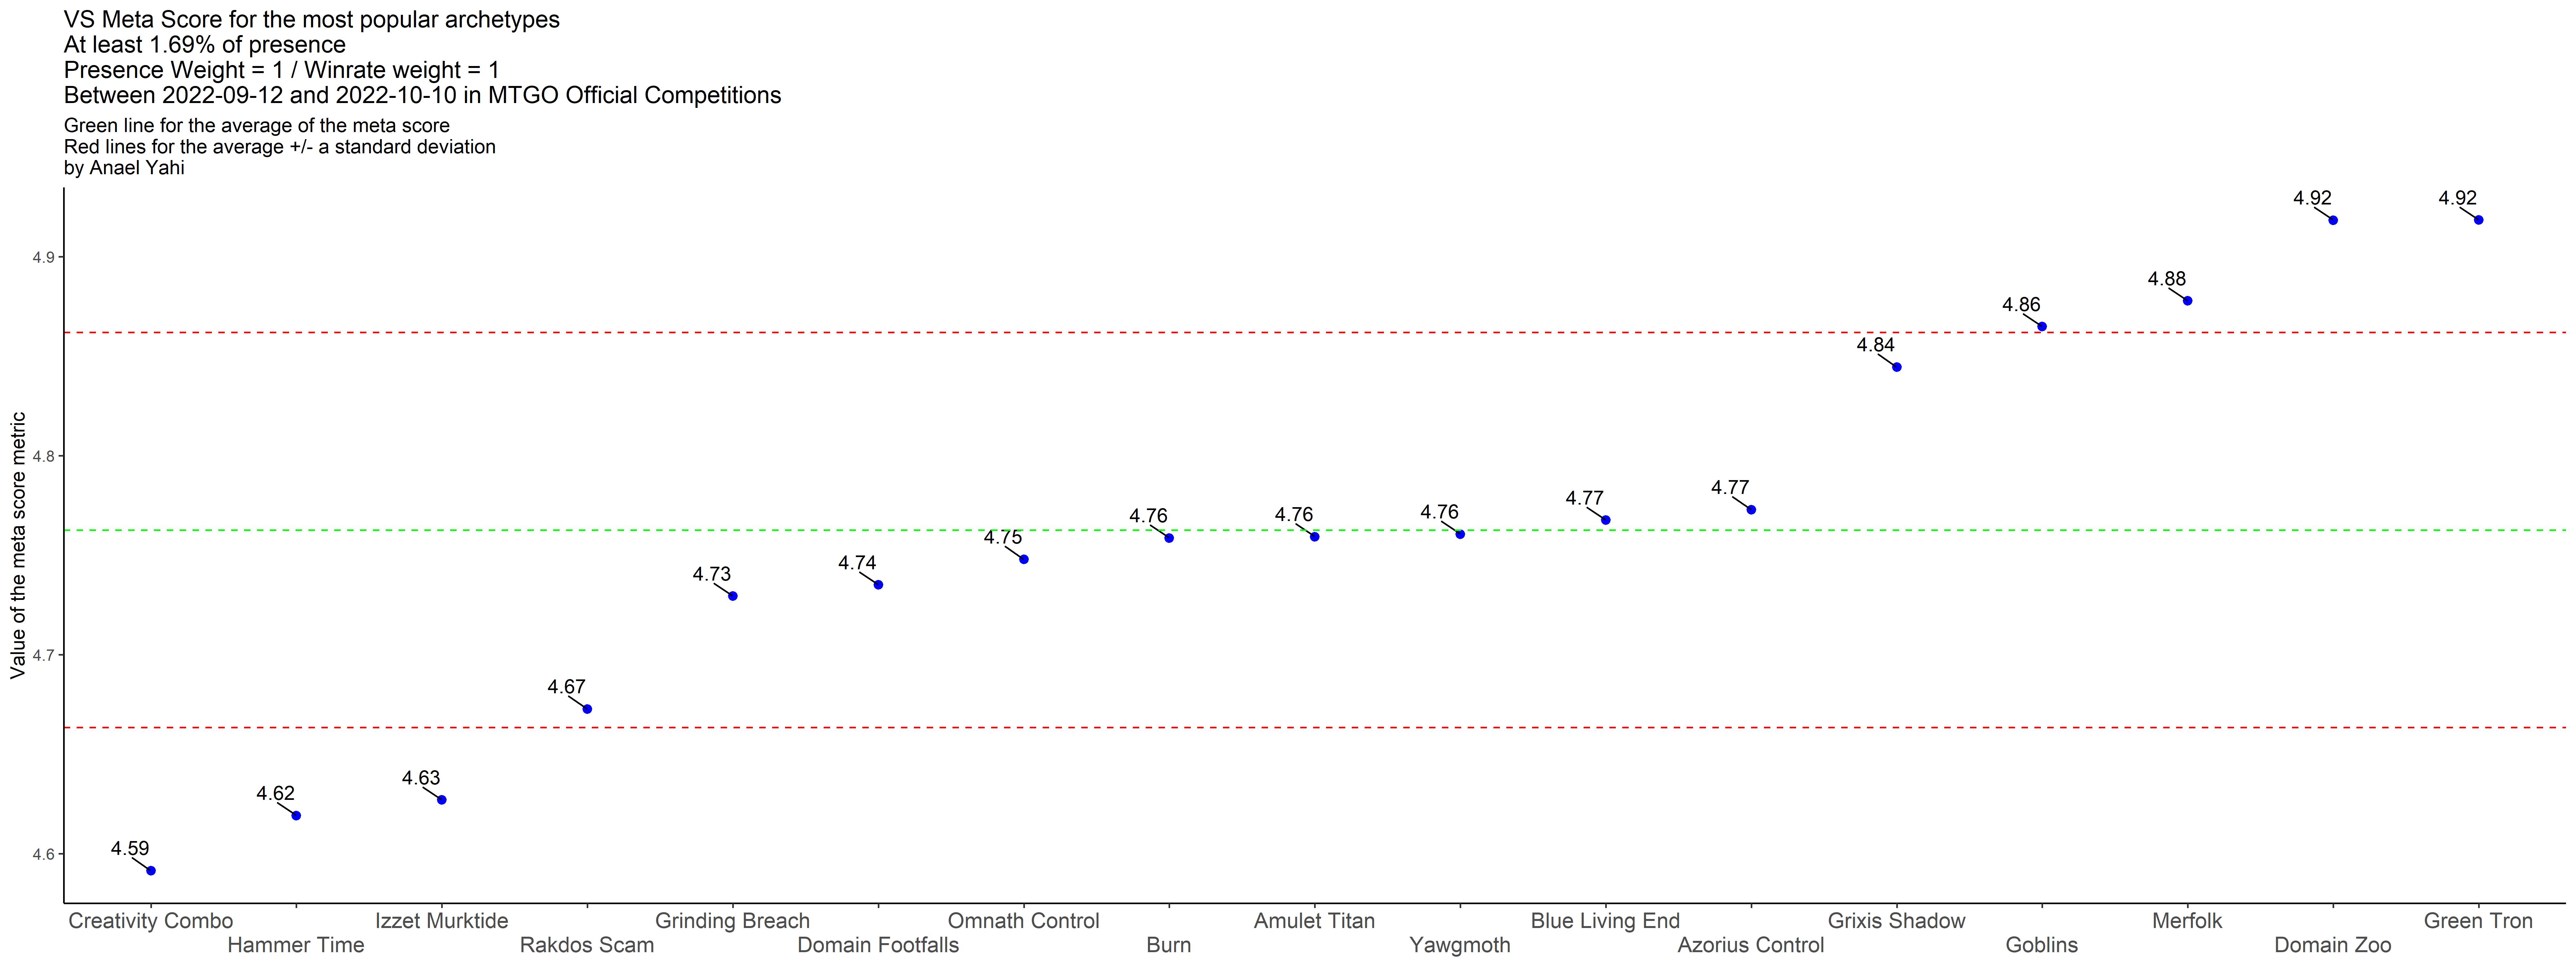 VS Meta Score for the most popular archetypes
At least 1.69% of presence
Presence Weight = 1 / Winrate weight = 1
Between 2022-09-12 and 2022-10-10 in MTGO Official Competitions
Green line for the average of the meta score
Red lines for the average +/- a standard deviation
by Anael Yahi
Value of the meta score metric
4.9
4.8
4.7
4.6
4.59
4.62
4.63
4.67
4.73
4.74
4.75
4.76
4.76
4.76
4.77
4.77
4.84
4.86
4.88
4.92
4.92
Creativity Combo
Hammer Time
Izzet Murktide
Rakdos Scam
Grinding Breach
Domain Footfalls
Omnath Control
Burn
Amulet Titan
Yawgmoth
Blue Living End
Azorius Control
Grixis Shadow
Goblins
Merfolk
Domain Zoo
Green Tron